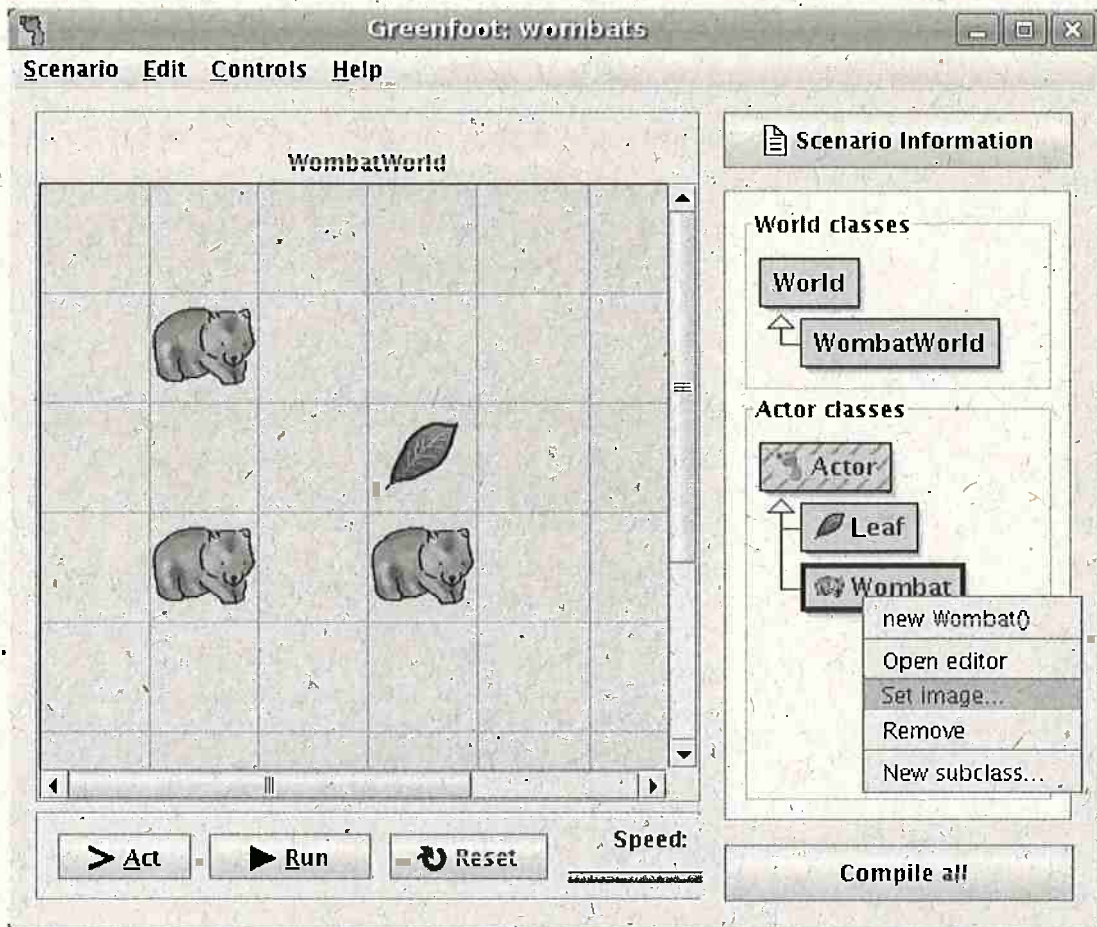 Greenfoot: wombats
Scenario Edit Controls Help
WombatWorld
Scenario Information
World classes
World
WombatWorld
Actor classes
Actor
Leaf
Wombat
new Wombat()
Open editor
Set image...
Remove
New subclass...
Act
Run
Reset
Speed:
Compile all